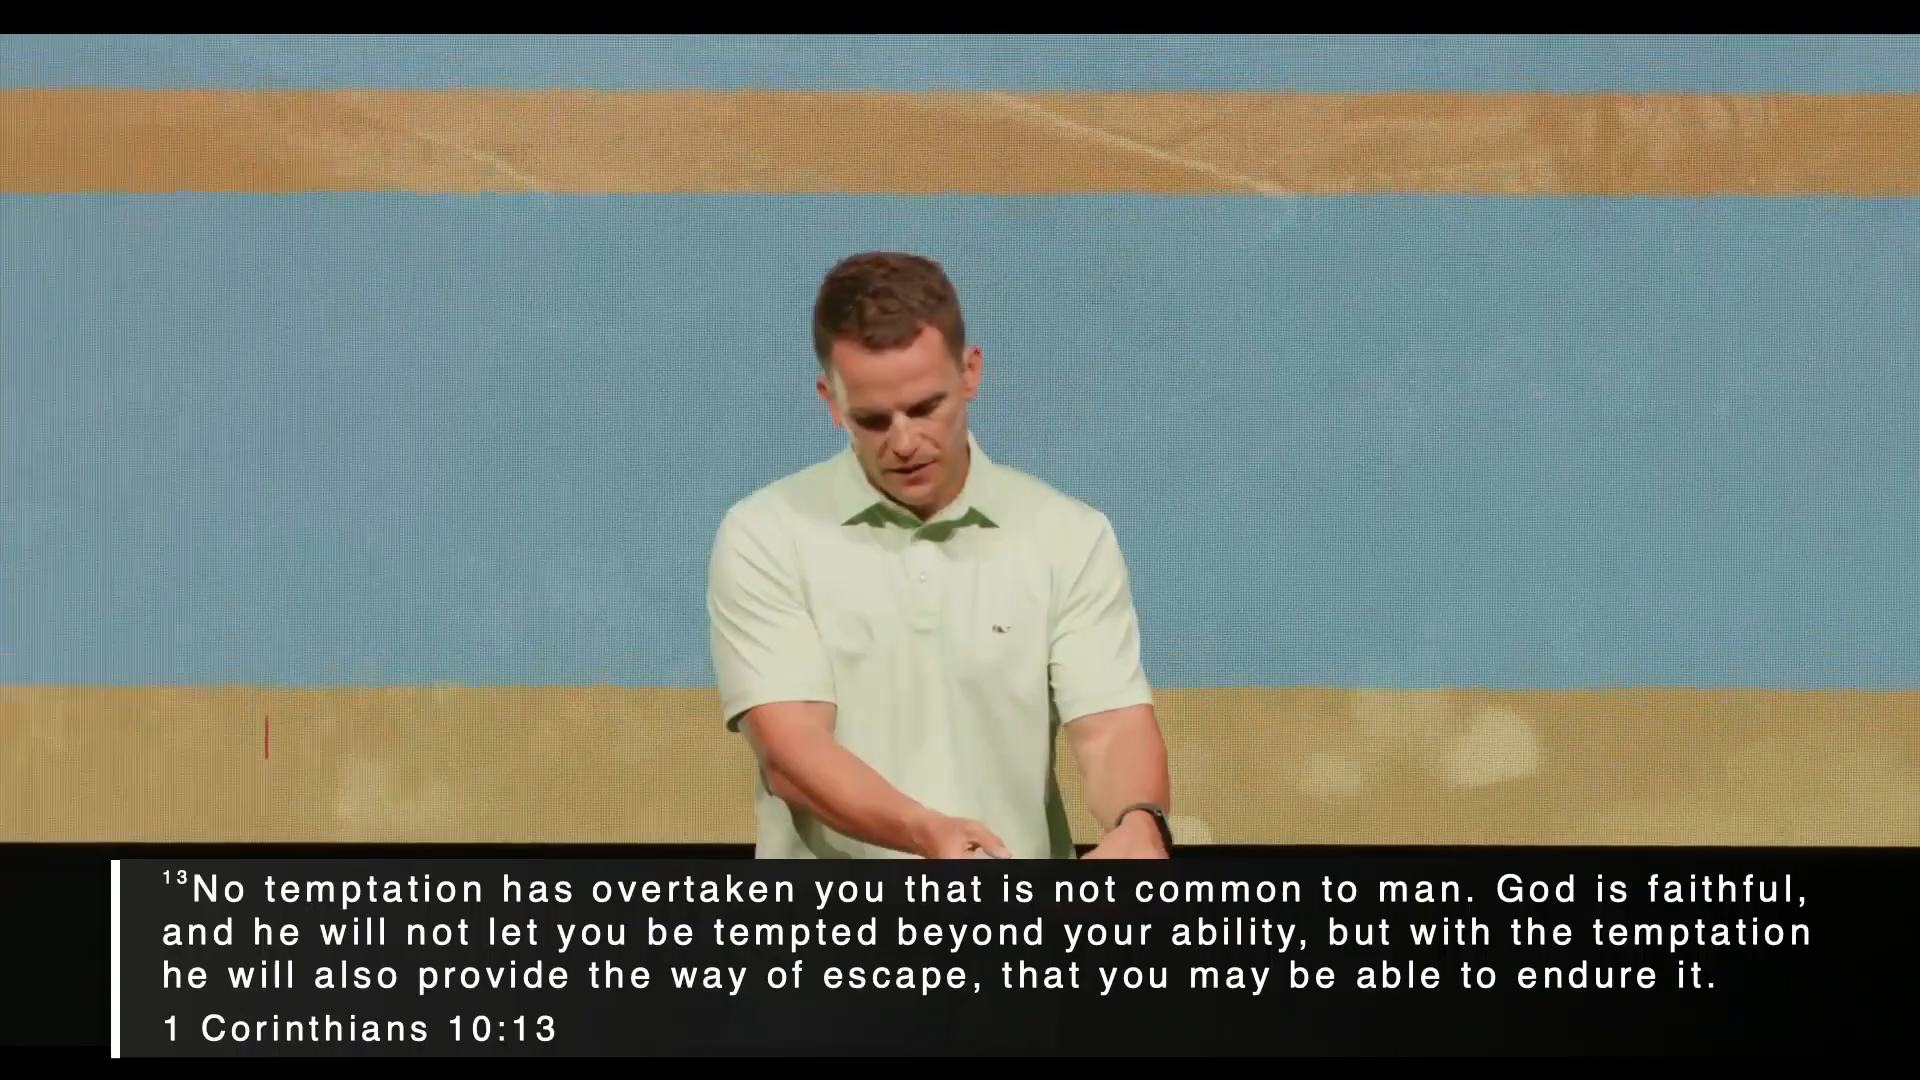 ¹³No temptation has overtaken you that is not common to man. God is faithful,
and he will not let you be tempted beyond your ability, but with the temptation
he will also provide the way of escape, that you may be able to endure it.
1 Corinthians 10:13